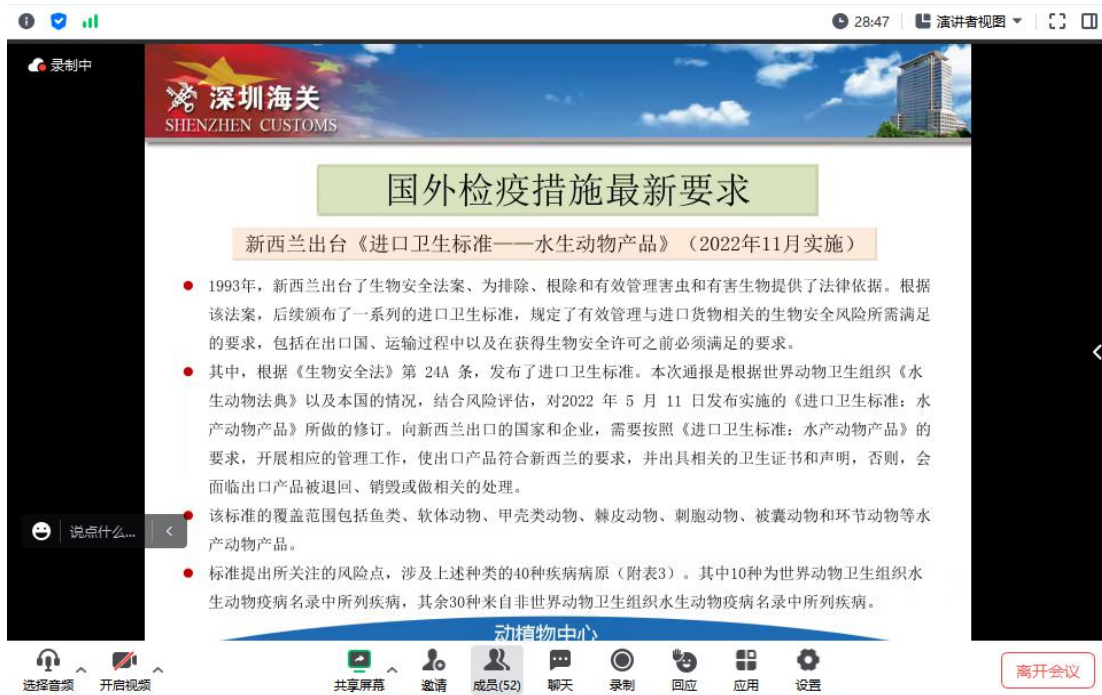 28:47 演讲者视图
录制中
深圳海关
SHENZHEN CUSTOMS
国外检疫措施最新要求
新西兰出台《进口卫生标准——水生动物产品》（2022年11月实施）
1993年，新西兰出台了生物安全法案、为排除、根除和有效管理害虫和有害生物提供了法律依据。根据
该法案，后续颁布了一系列的进口卫生标准，规定了有效管理与进口货物相关的生物安全风险所需满足
的要求，包括在出口国、运输过程中以及在获得生物安全许可之前必须满足的要求。
其中，根据《生物安全法》第 24A 条，发布了进口卫生标准。本次通报是根据世界动物卫生组织《水
生动物法典》以及本国的情况，结合风险评估，对2022 年 5 月 11 日发布实施的《进口卫生标准：水
产动物产品》所做的修订。向新西兰出口的国家和企业，需要按照《进口卫生标准：水产动物产品》的
要求，开展相应的管理工作，使出口产品符合新西兰的要求，并出具相关的卫生证书和声明，否则，会
面临出口产品被退回、销毁或做相关的处理。
该标准的覆盖范围包括鱼类、软体动物、甲壳类动物、棘皮动物、刺胞动物、被囊动物和环节动物等水
产动物产品。
说点什么...
标准提出所关注的风险点，涉及上述种类的40种疾病病原（附表3）。其中10种为世界动物卫生组织水
生动物疫病名录中所列疾病，其余30种来自非世界动物卫生组织水生动物疫病名录中所列疾病。
动植物中心
选择音频 开启视频 共享屏幕 邀请 成员(52) 聊天 录制 回应 应用 设置 离开会议